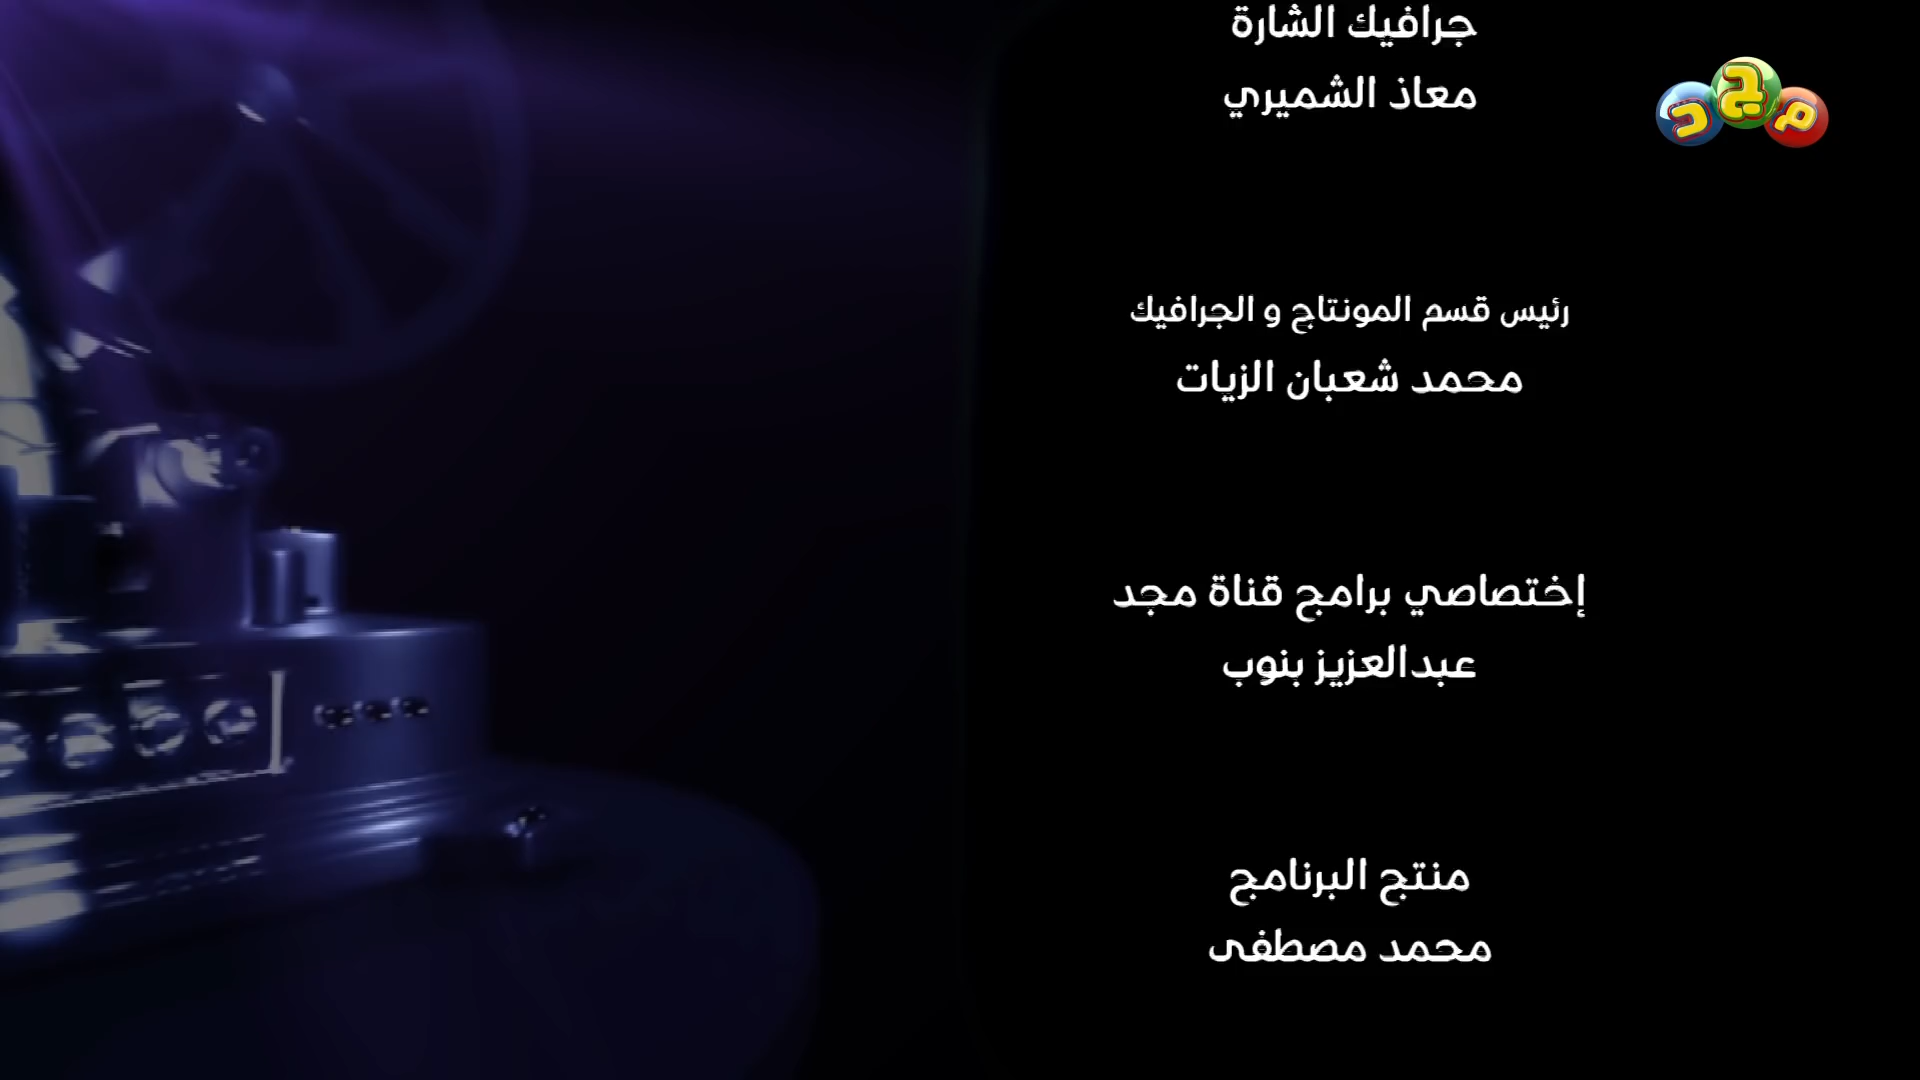 جرافيك الشارة
معاذ الشميري
مجد
رئيس قسم المونتاج و الجرافيك
محمد شعبان الزيات
إختصاصي برامج قناة مجد
عبدالعزيز بنوب
منتج البرنامج
محمد مصطفى